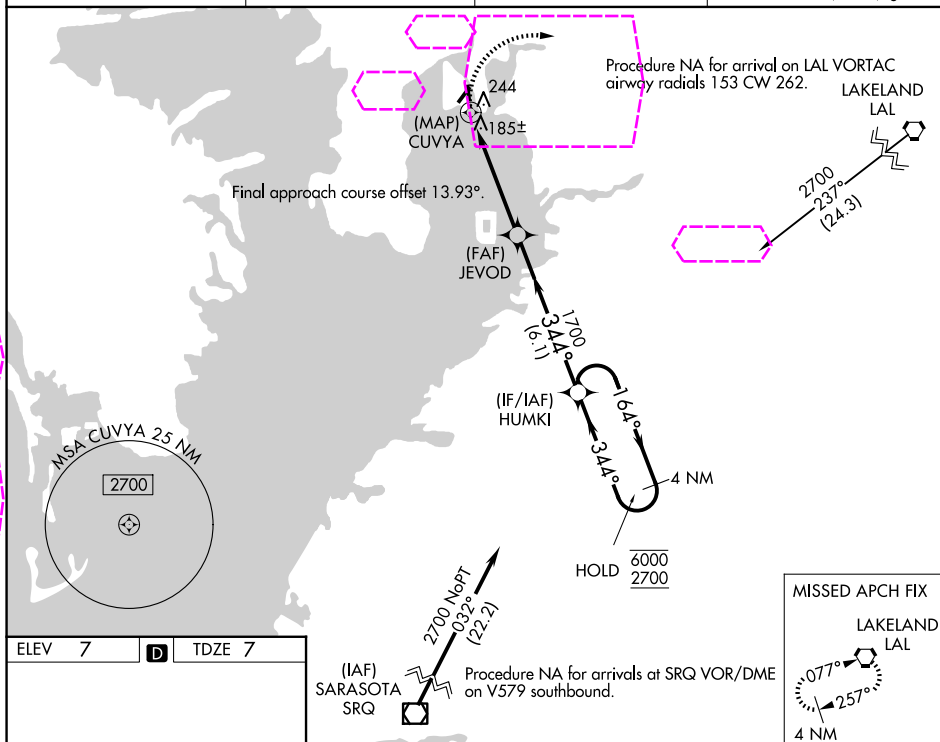 Procedure NA for arrival on LAL VORTAC
airway radials 153 CW 262.
LAKELAND
LAL
244
185±
(MAP)
CUVYA
2700
237°
(24.3)
Final approach course offset 13.93°.
(FAF)
JEVOD
1700
344°
(6.1)
(IF/IAF)
HUMKI
164°
344°
4 NM
MSA CUVYA 25 NM
2700
HOLD
6000
2700
2700 NoPT
032°
(22.2)
MISSED APCH FIX
LAKELAND
LAL
077°
257°
4 NM
ELEV 7 D TDZE 7
(IAF)
SARASOTA
SRQ
Procedure NA for arrivals at SRQ VOR/DME
on V579 southbound.